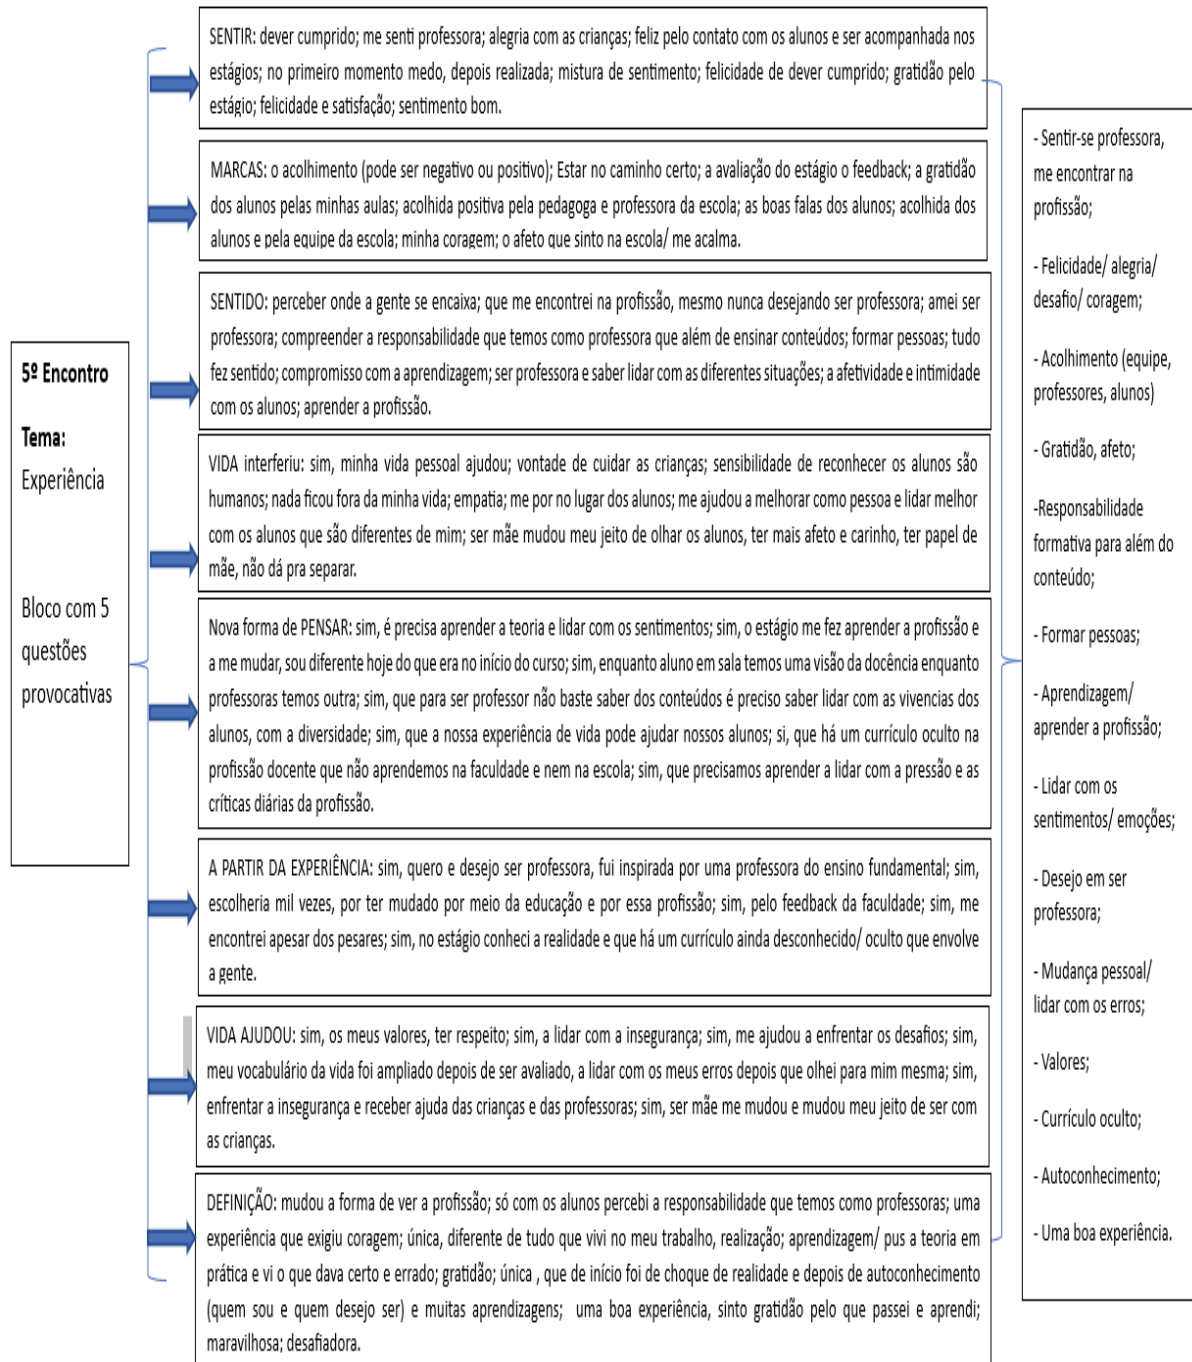 5º Encontro
Tema:
Experiência
Bloco com 5
questões
provocativas
SENTIR: dever cumprido; me senti professora; alegria com as crianças; feliz pelo contato com os alunos e ser acompanhada nos
estágios; no primeiro momento medo, depois realizada; mistura de sentimento; felicidade de dever cumprido; gratidão pelo
estágio; felicidade e satisfação; sentimento bom.
MARCAS: o acolhimento (pode ser negativo ou positivo); Estar no caminho certo; a avaliação do estágio o feedback; a gratidão
dos alunos pelas minhas aulas; acolhida positiva pela pedagoga e professora da escola; as boas falas dos alunos; acolhida dos
alunos e pela equipe da escola; minha coragem; o afeto que sinto na escola/ me acalma.
SENTIDO: perceber onde a gente se encaixa; que me encontrei na profissão, mesmo nunca desejando ser professora; amei ser
professora; compreender a responsabilidade que temos como professora que além de ensinar conteúdos; formar pessoas; tudo
fez sentido; compromisso com a aprendizagem; ser professora e saber lidar com as diferentes situações; a afetividade e intimidade
com os alunos; aprender a profissão.
VIDA interferiu: sim, minha vida pessoal ajudou; vontade de cuidar as crianças; sensibilidade de reconhecer os alunos são
humanos; nada ficou fora da minha vida; empatia; me por no lugar dos alunos; me ajudou a melhorar como pessoa e lidar melhor
com os alunos que são diferentes de mim; ser mãe mudou meu jeito de olhar os alunos, ter mais afeto e carinho, ter papel de
mãe, não dá pra separar.
Nova forma de PENSAR: sim, é precisa aprender a teoria e lidar com os sentimentos; sim, o estágio me fez aprender a profissão e
a me mudar, sou diferente hoje do que era no início do curso; sim, enquanto aluno em sala temos uma visão da docência enquanto
professoras temos outra; sim, que para ser professor não baste saber dos conteúdos é preciso saber lidar com as vivencias dos
alunos, com a diversidade; sim, que a nossa experiência de vida pode ajudar nossos alunos; si, que há um currículo oculto na
profissão docente que não aprendemos na faculdade e nem na escola; sim, que precisamos aprender a lidar com a pressão e as
críticas diárias da profissão.
A PARTIR DA EXPERIÊNCIA: sim, quero e desejo ser professora, fui inspirada por uma professora do ensino fundamental; sim,
escolheria mil vezes, por ter mudado por meio da educação e por essa profissão; sim, pelo feedback da faculdade; sim, me
encontrei apesar dos pesares; sim, no estágio conheci a realidade e que há um currículo ainda desconhecido/ oculto que envolve
a gente.
VIDA AJUDOU: sim, os meus valores, ter respeito; sim, a lidar com a insegurança; sim, me ajudou a enfrentar os desafios; sim,
meu vocabulário da vida foi ampliado depois de ser avaliado, a lidar com os meus erros depois que olhei para mim mesma; sim,
enfrentar a insegurança e receber ajuda das crianças e das professoras; sim, ser mãe me mudou e mudou meu jeito de ser com
as crianças.
DEFINIÇÃO: mudou a forma de ver a profissão; só com os alunos percebi a responsabilidade que temos como professoras; uma
experiência que exigiu coragem; única, diferente de tudo que vivi no meu trabalho, realização; aprendizagem/ pus a teoria em
prática e vi o que dava certo e errado; gratidão; única , que de início foi de choque de realidade e depois de autoconhecimento
(quem sou e quem desejo ser) e muitas aprendizagens; uma boa experiência, sinto gratidão pelo que passei e aprendi;
maravilhosa; desafiadora.
- Sentir-se professora,
me encontrar na
profissão;
- Felicidade/ alegria/
desafio/ coragem;
- Acolhimento (equipe,
professores, alunos)
- Gratidão, afeto;
-Responsabilidade
formativa para além do
conteúdo;
- Formar pessoas;
- Aprendizagem/
aprender a profissão;
- Lidar com os
sentimentos/ emoções;
- Desejo em ser
professora;
- Mudança pessoal/
lidar com os erros;
- Valores;
- Currículo oculto;
- Autoconhecimento;
- Uma boa experiência.